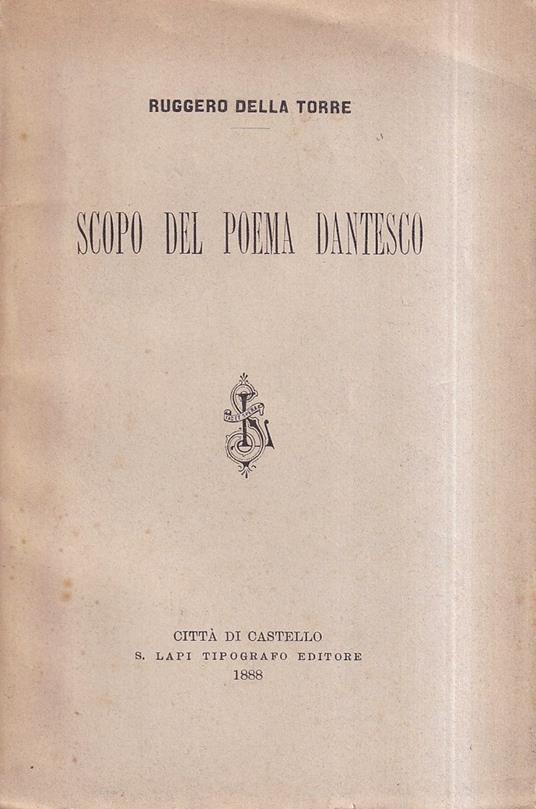 RUGGERO DELLA TORRE
SCOPO DEL POEMA DANTESCO
CITTÀ DI CASTELLO
S. LAPI TIPOGRAFO EDITORE
1888